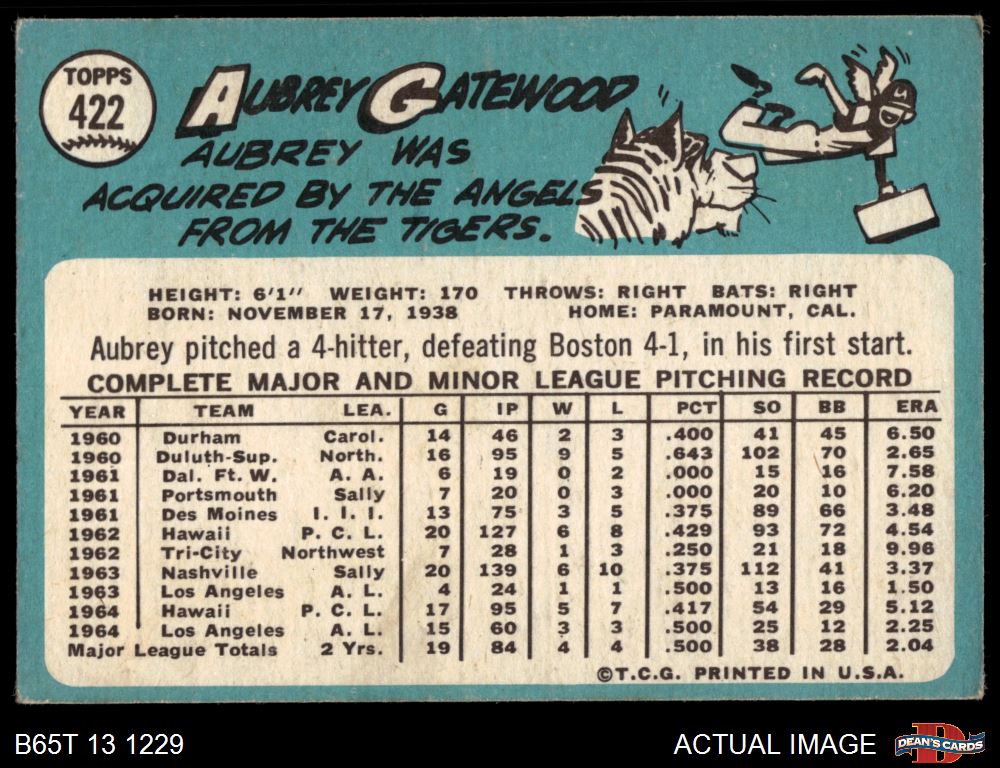 TOPPS
422
AUBREY GATEWOOD
AUBREY WAS
ACQUIRED BY THE ANGELS
FROM THE TIGERS.
HEIGHT: 6'1" WEIGHT: 170 THROWS: RIGHT BATS: RIGHT
BORN: NOVEMBER 17, 1938 HOME: PARAMOUNT, CAL.
Aubrey pitched a 4-hitter, defeating Boston 4-1, in his first start.
COMPLETE MAJOR AND MINOR LEAGUE PITCHING RECORD
YEAR TEAM LEA. G IP W L PCT SO BB ERA
1960 Durham Carol. 14 46 2 3 .400 41 45 6.50
1960 Duluth-Sup. North. 16 95 9 5 .643 102 70 2.65
1961 Dal. Ft. W. A. A. 6 19 0 2 .000 15 16 7.58
1961 Portsmouth Sally 7 20 0 3 .000 20 10 6.20
1961 Des Moines I. I. I. 13 75 3 5 .375 89 66 3.48
1962 Hawaii P. C. L. 20 127 6 8 .429 93 72 4.54
1962 Tri-City Northwest 7 28 1 3 .250 21 18 9.96
1963 Nashville Sally 20 139 6 10 .375 112 41 3.37
1963 Los Angeles A. L. 4 24 1 1 .500 13 16 1.50
1964 Hawaii P. C. L. 17 95 5 7 .417 54 29 5.12
1964 Los Angeles A. L. 15 60 3 3 .500 25 12 2.25
Major League Totals 2 Yrs. 19 84 4 4 .500 38 28 2.04
©T.C.G. PRINTED IN U.S.A.
B65T 13 1229
ACTUAL IMAGE
DEAN'S CARDS